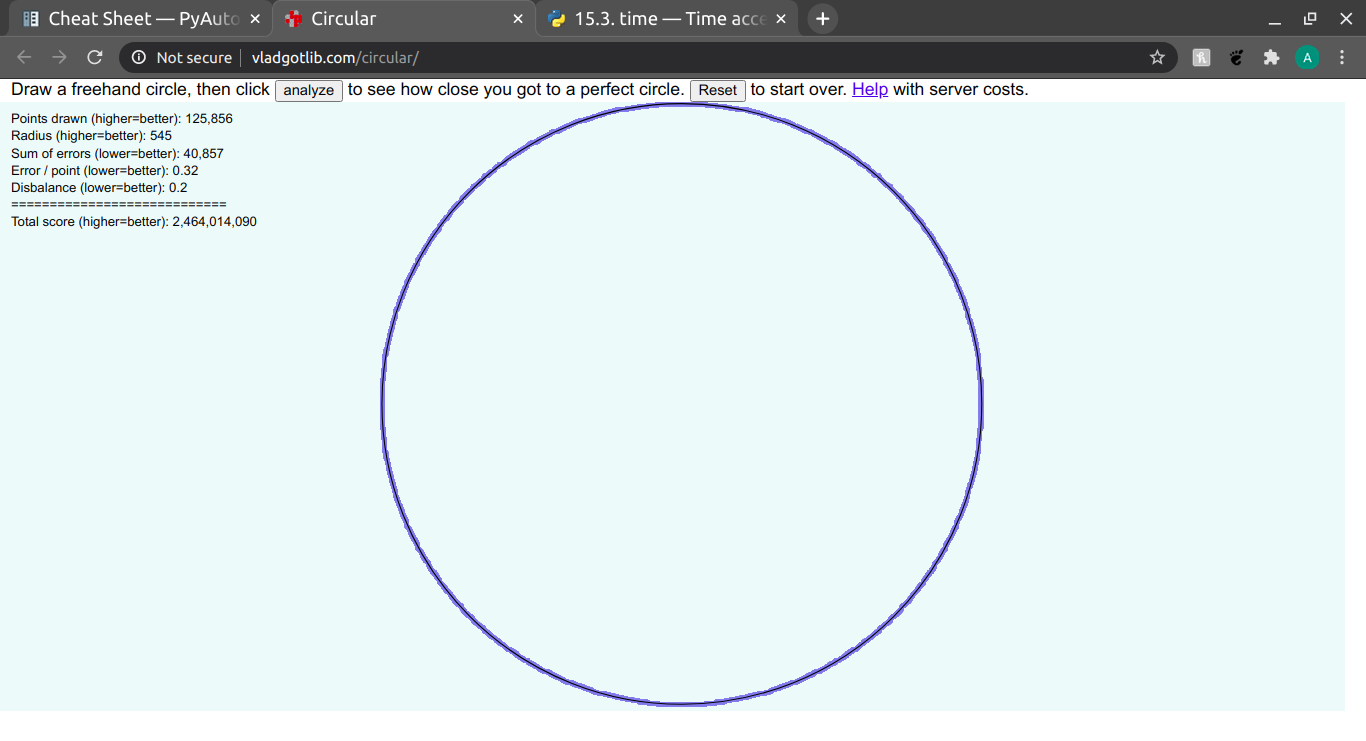 Cheat Sheet — PyAuto
Circular
15.3. time — Time acce
Not secure
vladgotlib.com/circular/
A
Draw a freehand circle, then click analyze to see how close you got to a perfect circle. Reset to start over. Help with server costs.
Points drawn (higher=better): 125,856
Radius (higher=better): 545
Sum of errors (lower=better): 40,857
Error / point (lower=better): 0.32
Disbalance (lower=better): 0.2
============================
Total score (higher=better): 2,464,014,090